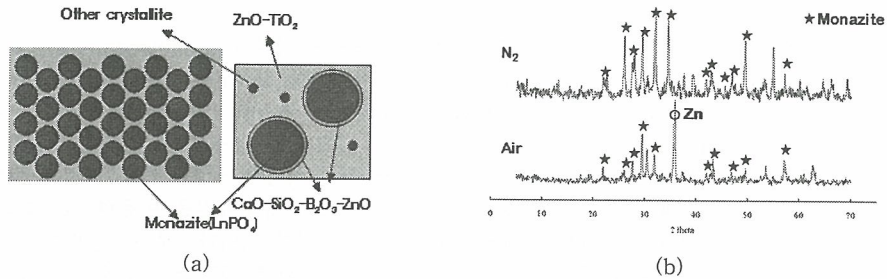 Other crystallite
ZnO-TiO₂
CaO-SiO₂-B₂O₃-ZnO
Monazite(LnPO₄)
(a)
★Monazite
N₂
Zn
Air
0 10 20 30 40 50 60 70
2 theta
(b)